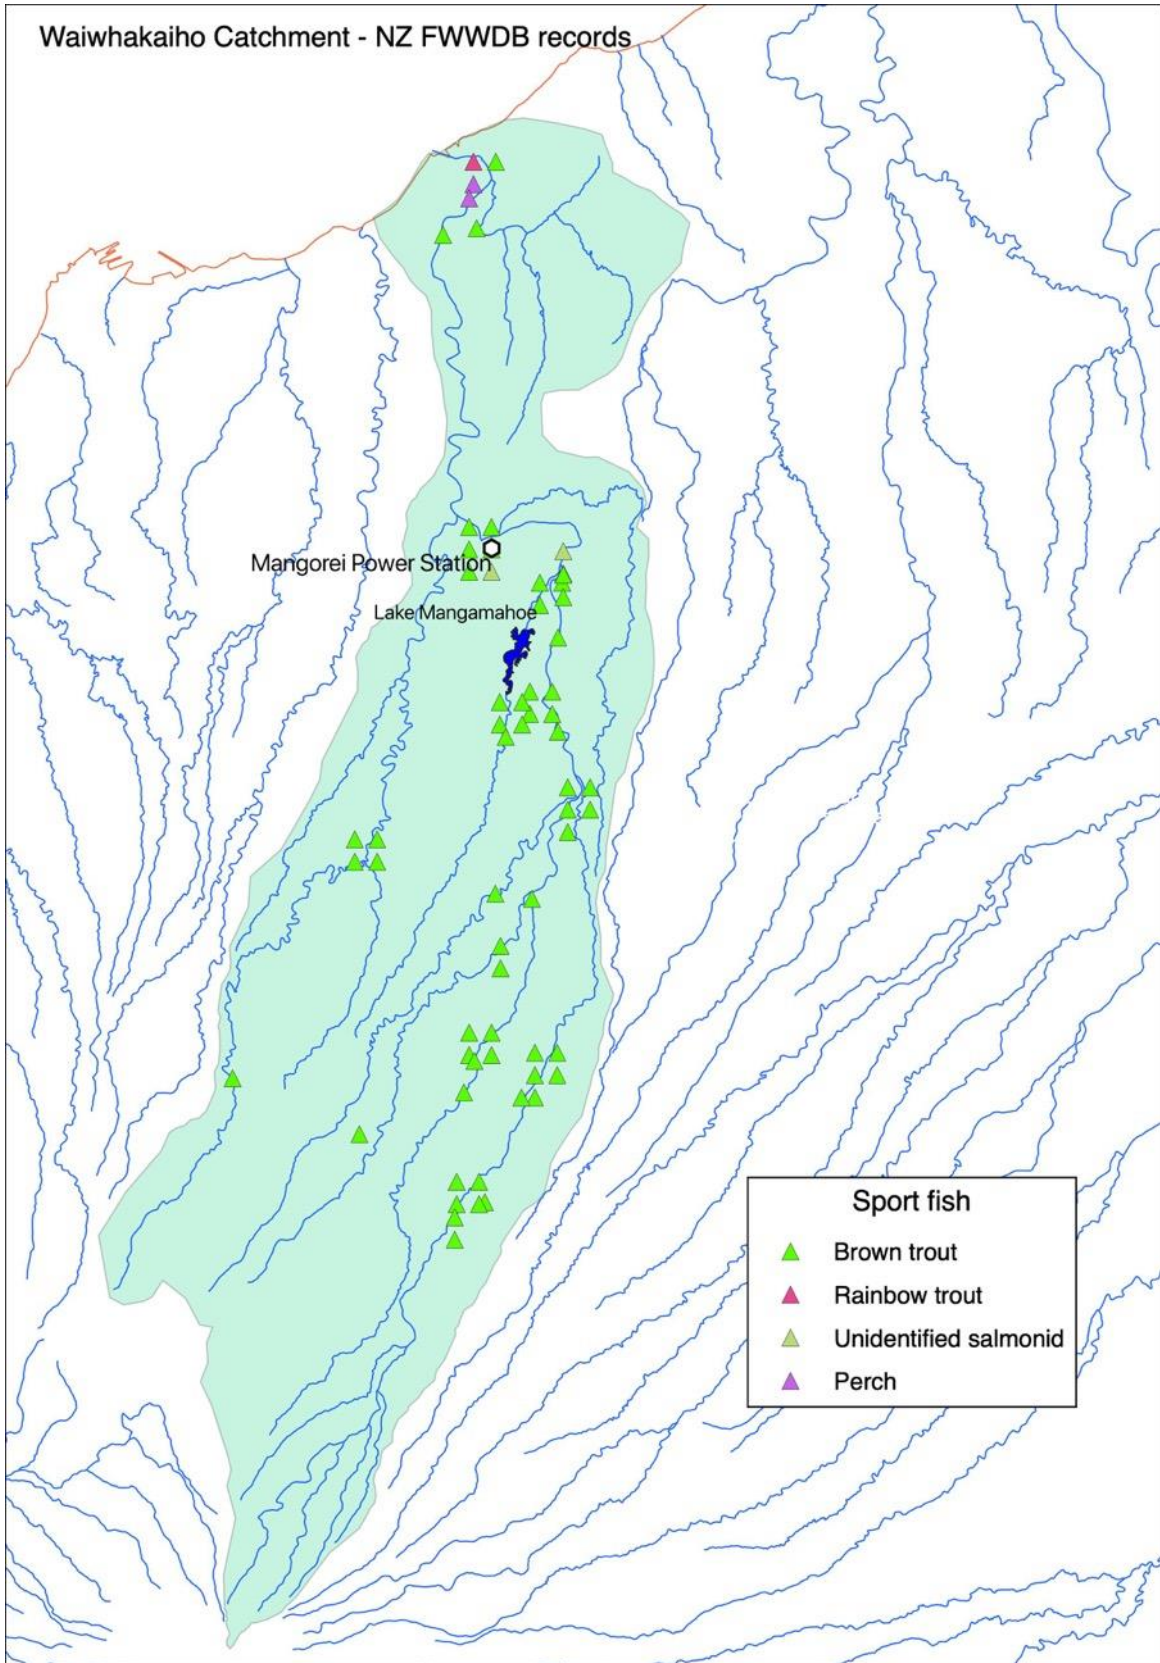 Waiwhakaiho Catchment - NZ FWWDB records
Mangorei Power Station
Lake Mangamahoe
Sport fish
Brown trout
Rainbow trout
Unidentified salmonid
Perch